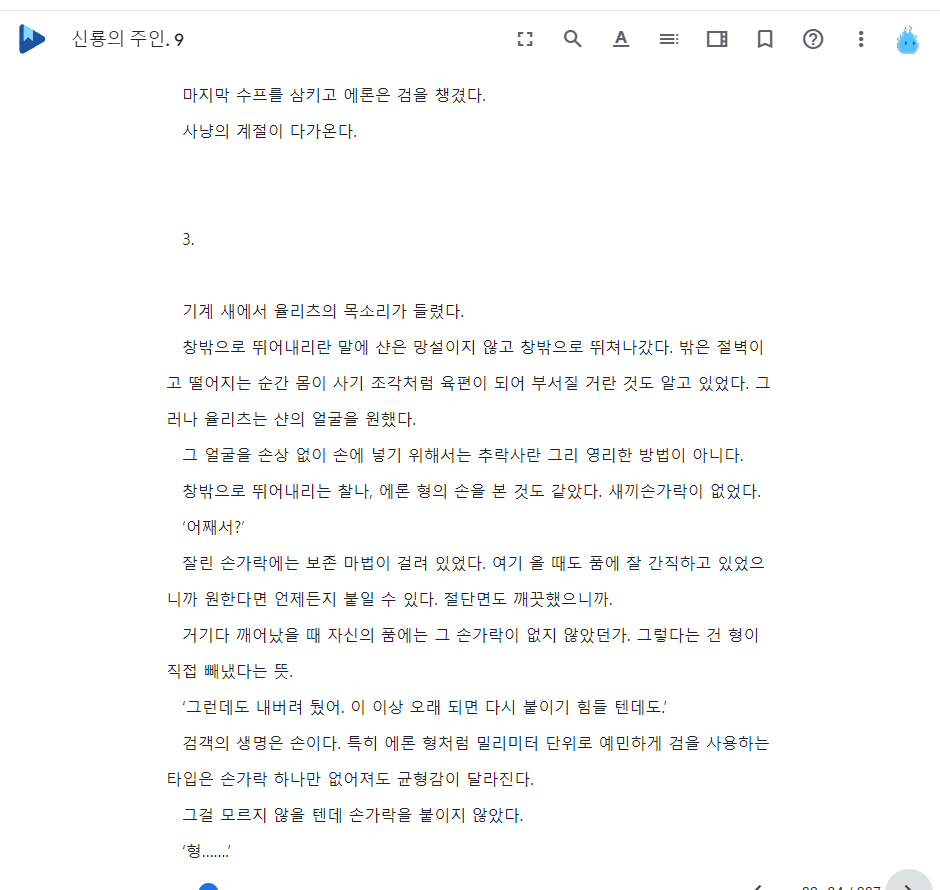 신룡의 주인. 9
마지막 수프를 삼키고 에론은 검을 챙겼다.
사냥의 계절이 다가온다.
3.
기계 새에서 율리츠의 목소리가 들렸다.
창밖으로 뛰어내리란 말에 샨은 망설이지 않고 창밖으로 뛰쳐나갔다. 밖은 절벽이
고 떨어지는 순간 몸이 사기 조각처럼 육편이 되어 부서질 거란 것도 알고 있었다. 그
러나 율리츠는 샨의 얼굴을 원했다.
그 얼굴을 손상 없이 손에 넣기 위해서는 추락사란 그리 영리한 방법이 아니다.
창밖으로 뛰어내리는 찰나, 에론 형의 손을 본 것도 같았다. 새끼손가락이 없었다.
‘어째서?’
잘린 손가락에는 보존 마법이 걸려 있었다. 여기 올 때도 품에 잘 간직하고 있었으
니까 원한다면 언제든지 붙일 수 있다. 절단면도 깨끗했으니까.
거기다 깨어났을 때 자신의 품에는 그 손가락이 없지 않았던가. 그렇다는 건 형이
직접 빼냈다는 뜻.
‘그런데도 내버려 뒀어. 이 이상 오래 되면 다시 붙이기 힘들 텐데도.’
검객의 생명은 손이다. 특히 에론 형처럼 밀리미터 단위로 예민하게 검을 사용하는
타입은 손가락 하나만 없어져도 균형감이 달라진다.
그걸 모르지 않을 텐데 손가락을 붙이지 않았다.
‘형…….’